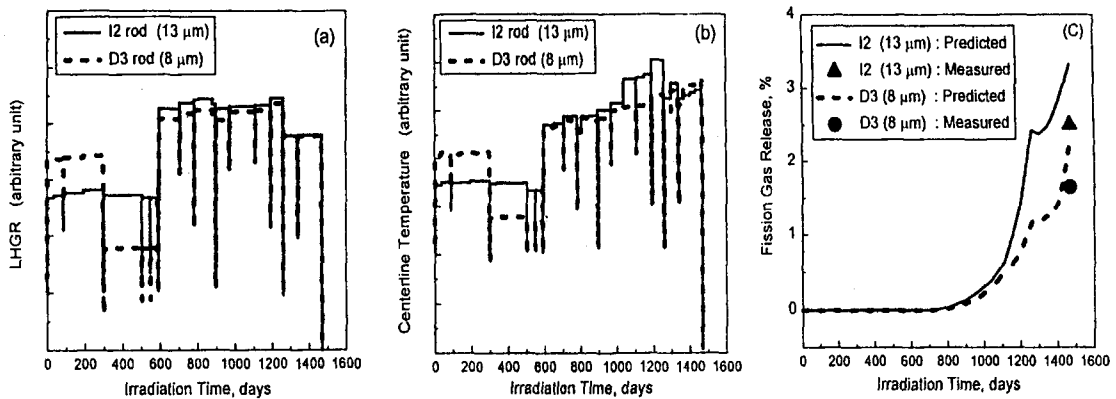 (a)
I2 rod (13 µm)
D3 rod (8 µm)
LHGR (arbitrary unit)
0 200 400 600 800 1000 1200 1400 1600
Irradiation Time, days
(b)
I2 rod (13 µm)
D3 rod (8 µm)
Centerline Temperature (arbitrary unit)
0 200 400 600 800 1000 1200 1400 1600
Irradiation TIme, days
(C)
I2 (13 µm) : Predicted
I2 (13 µm) : Measured
D3 (8 µm) : Predicted
D3 (8 µm) : Measured
Fission Gas Release, %
4
3
2
1
0
0 200 400 600 800 1000 1200 1400 1600
Irradiation Time, days